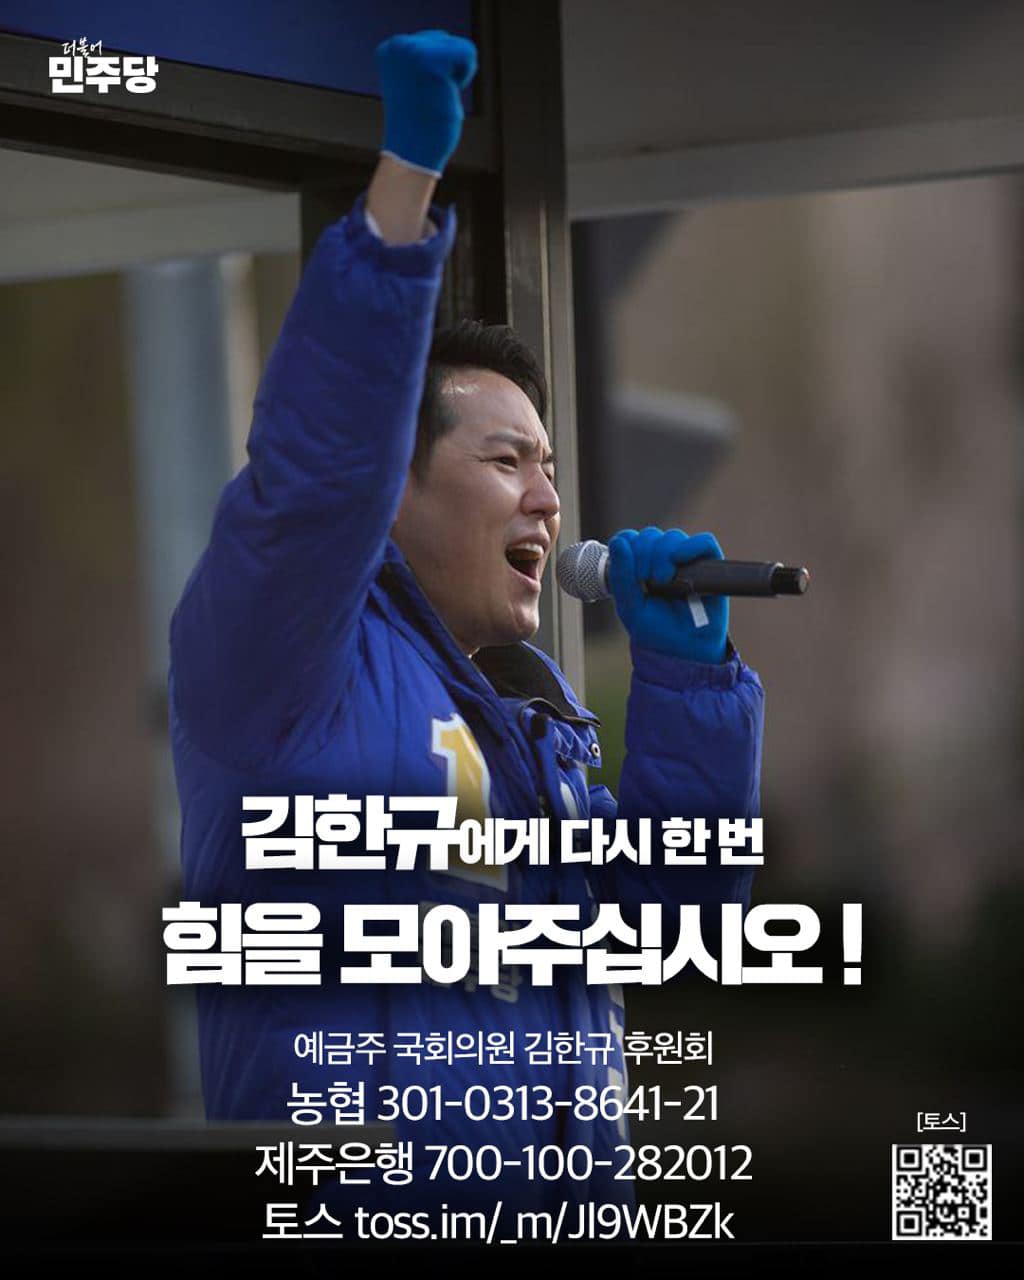 더불어
민주당
김한규에게 다시 한 번
힘을 모아주십시오!
예금주 국회의원 김한규 후원회
농협 301-0313-8641-21
제주은행 700-100-282012
토스 toss.im/_m/Jl9WBZk
[토스]
1